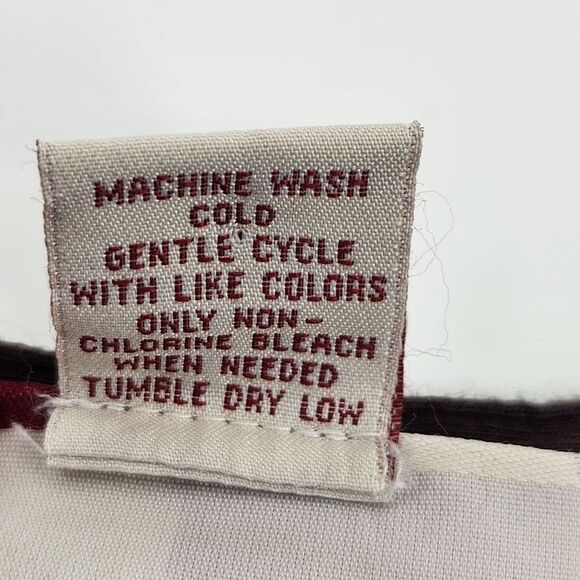 MACHINE WASH
COLD
GENTLE CYCLE
WITH LIKE COLORS
ONLY NON-
CHLORINE BLEACH
WHEN NEEDED
TUMBLE DRY LOW